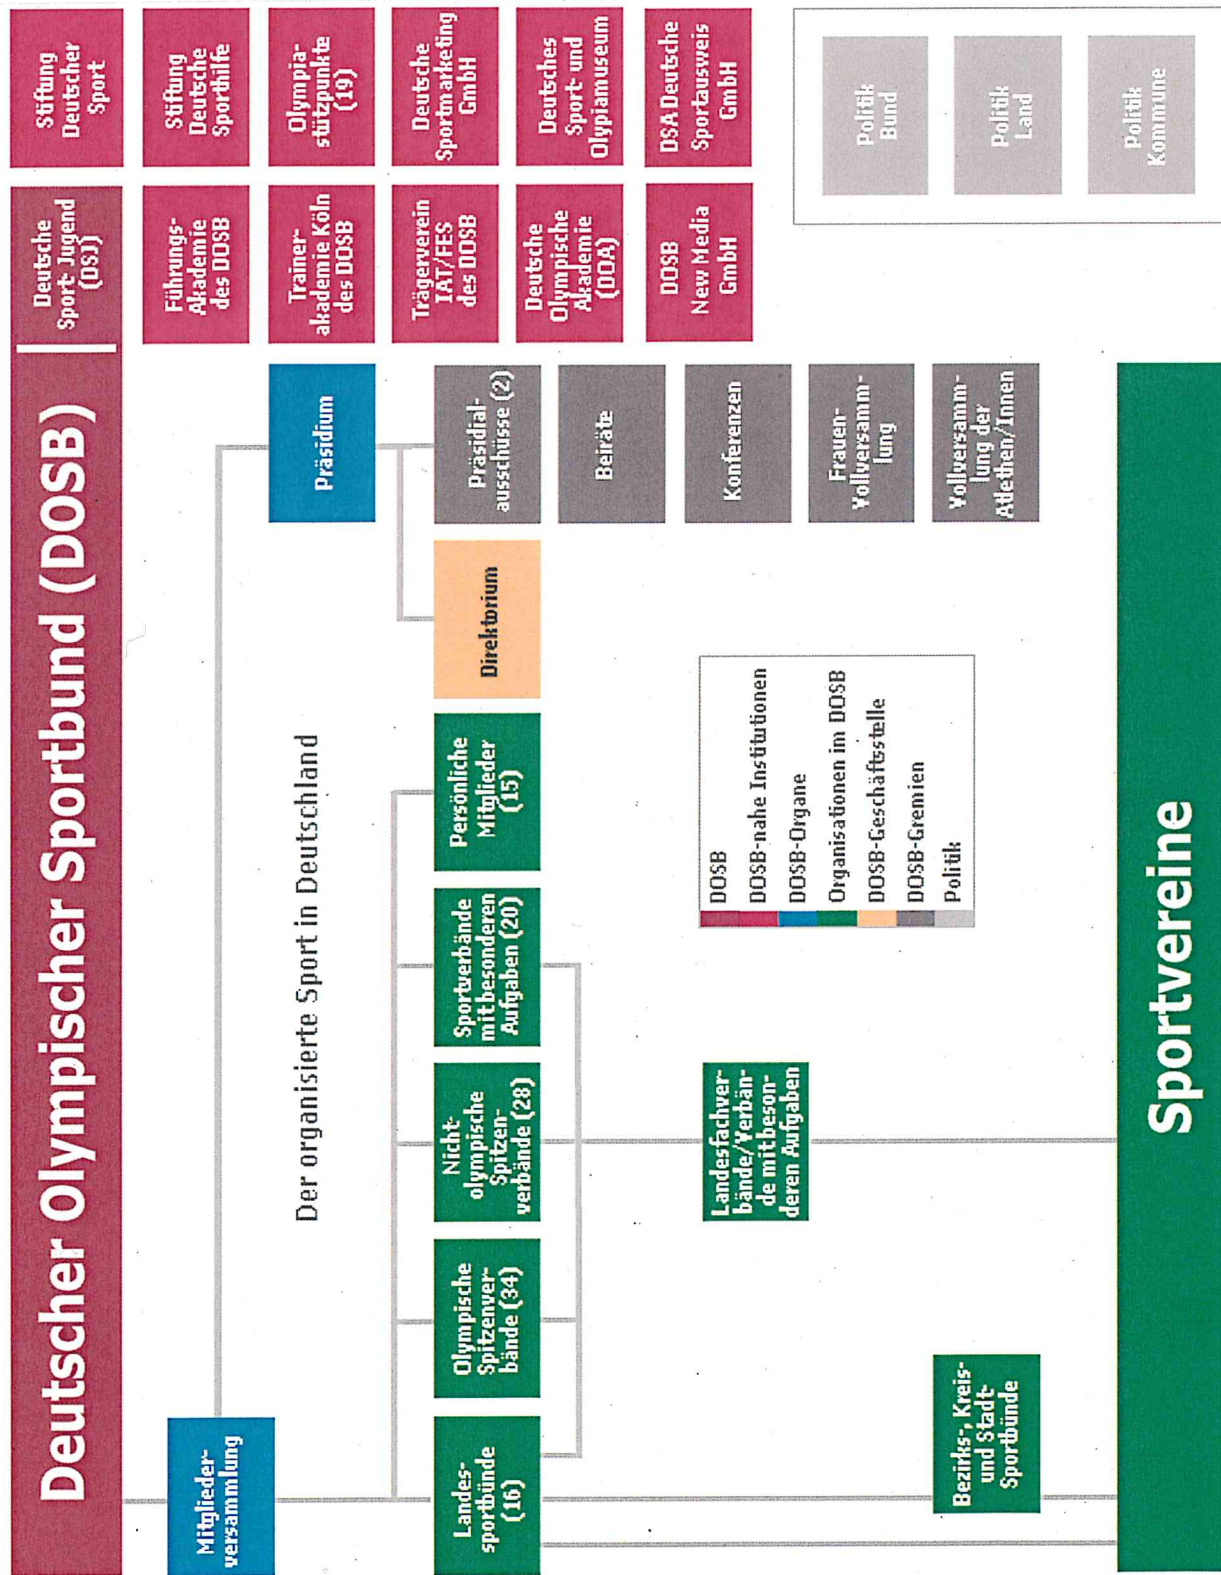 Deutscher Olympischer Sportbund (DOSB)
Deutsche
Sport-Jugend
(DSJ)
Stiftung
Deutscher
Sport
Mitglieder-
versammlung
Führungs-
Akademie
des DOSB
Stiftung
Deutsche
Sporthilfe
Der organisierte Sport in Deutschland
Präsidium
Trainer-
akademie Köln
des DOSB
Olympia-
stützpunkte
(19)
Landes-
sportbünde
(16)
Olympische
Spitzenver-
bände (34)
Nicht-
olympische
Spitzen-
verbände (28)
Sportverbände
mit besonderen
Aufgaben (20)
Persönliche
Mitglieder
(15)
Direktorium
Präsidial-
ausschüsse (2)
Trägerverein
IAT/FES
des DOSB
Deutsche
Sportmarketing
GmbH
Beiräte
Deutsche
Olympische
Akademie
(DOA)
Deutsches
Sport- und
Olypiamuseum
Landesfachver-
bände/Verbän-
de mit beson-
deren Aufgaben
DOSB
DOSB-nahe Institutionen
DOSB-Organe
Organisationen im DOSB
DOSB-Geschäftsstelle
DOSB-Gremien
Politik
Konferenzen
DOSB
New Media
GmbH
DSA Deutsche
Sportausweis
GmbH
Frauen-
Vollversamm-
lung
Politik
Bund
Bezirks-, Kreis-
und Stadt-
Sportbünde
Vollversamm-
lung der
Atlethen/Innen
Politik
Land
Politik
Kommune
Sportvereine